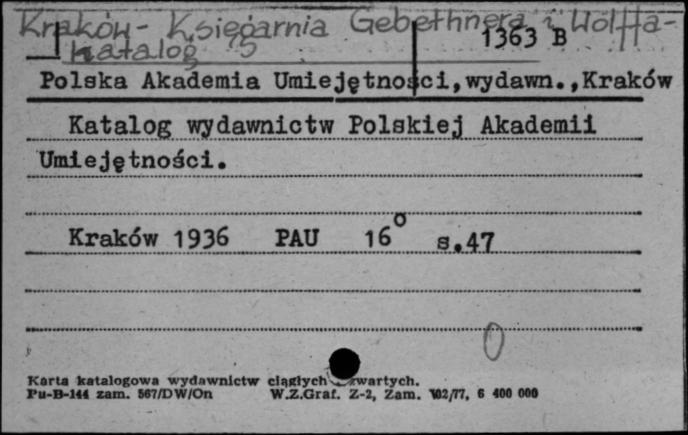 Kraków - Księgarnia Gebethnera i Wolffa -
katalog 1363 B
Polska Akademia Umiejętności, wydawn., Kraków
Katalog wydawnictw Polskiej Akademii
Umiejętności.
Kraków 1936 PAU 16° s.47
0
Karta katalogowa wydawnictw ciągłych zwartych.
Pu-B-144 zam. 567/DW/On W.Z.Graf. Z-2, Zam. 102/77, 6 400 000